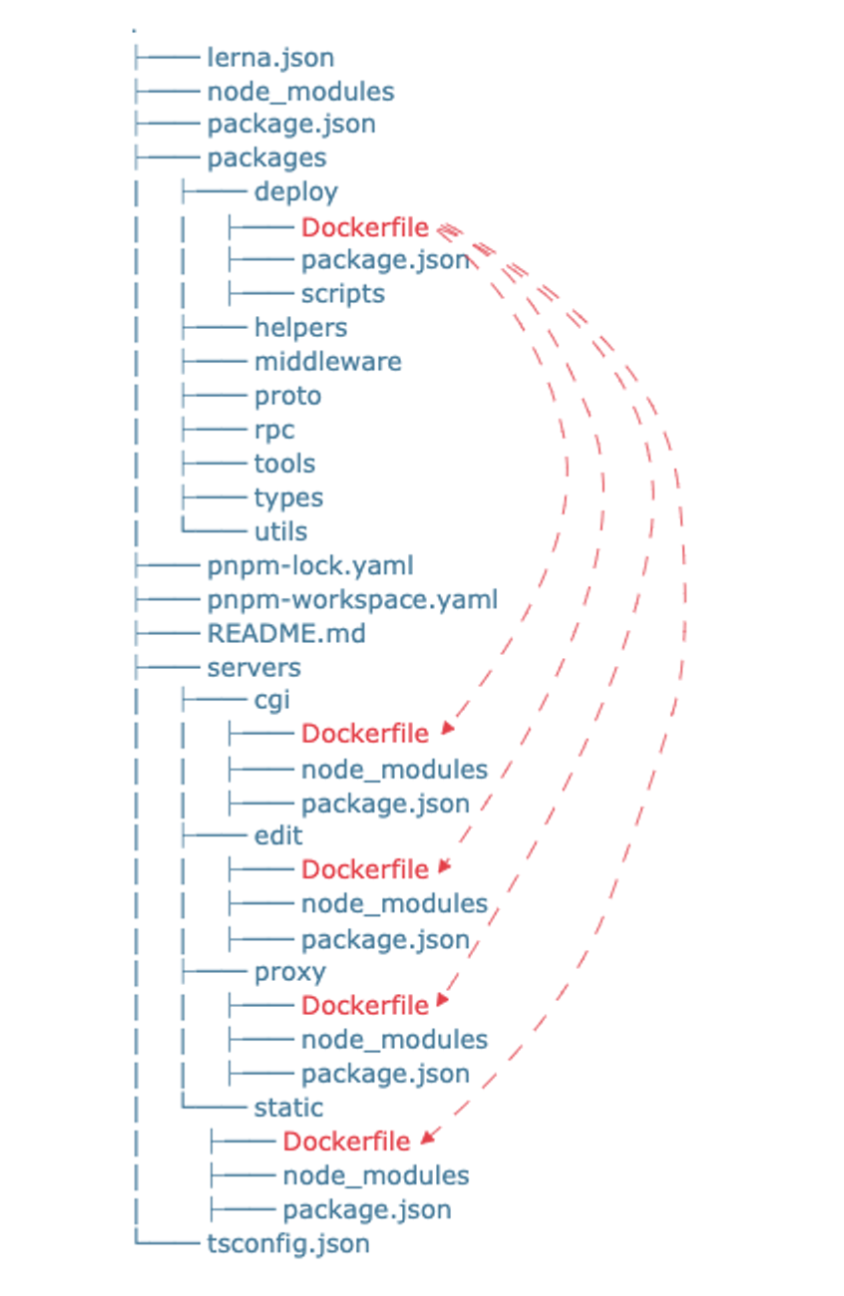 .
├── lerna.json
├── node_modules
├── package.json
├── packages
│   ├── deploy
│   │   ├── Dockerfile
│   │   ├── package.json
│   │   ├── scripts
│   ├── helpers
│   ├── middleware
│   ├── proto
│   ├── rpc
│   ├── tools
│   ├── types
│   └── utils
├── pnpm-lock.yaml
├── pnpm-workspace.yaml
├── README.md
├── servers
│   ├── cgi
│   │   ├── Dockerfile
│   │   ├── node_modules
│   │   ├── package.json
│   ├── edit
│   │   ├── Dockerfile
│   │   ├── node_modules
│   │   ├── package.json
│   ├── proxy
│   │   ├── Dockerfile
│   │   ├── node_modules
│   │   ├── package.json
│   └── static
│       ├── Dockerfile
│       ├── node_modules
│       ├── package.json
└── tsconfig.json